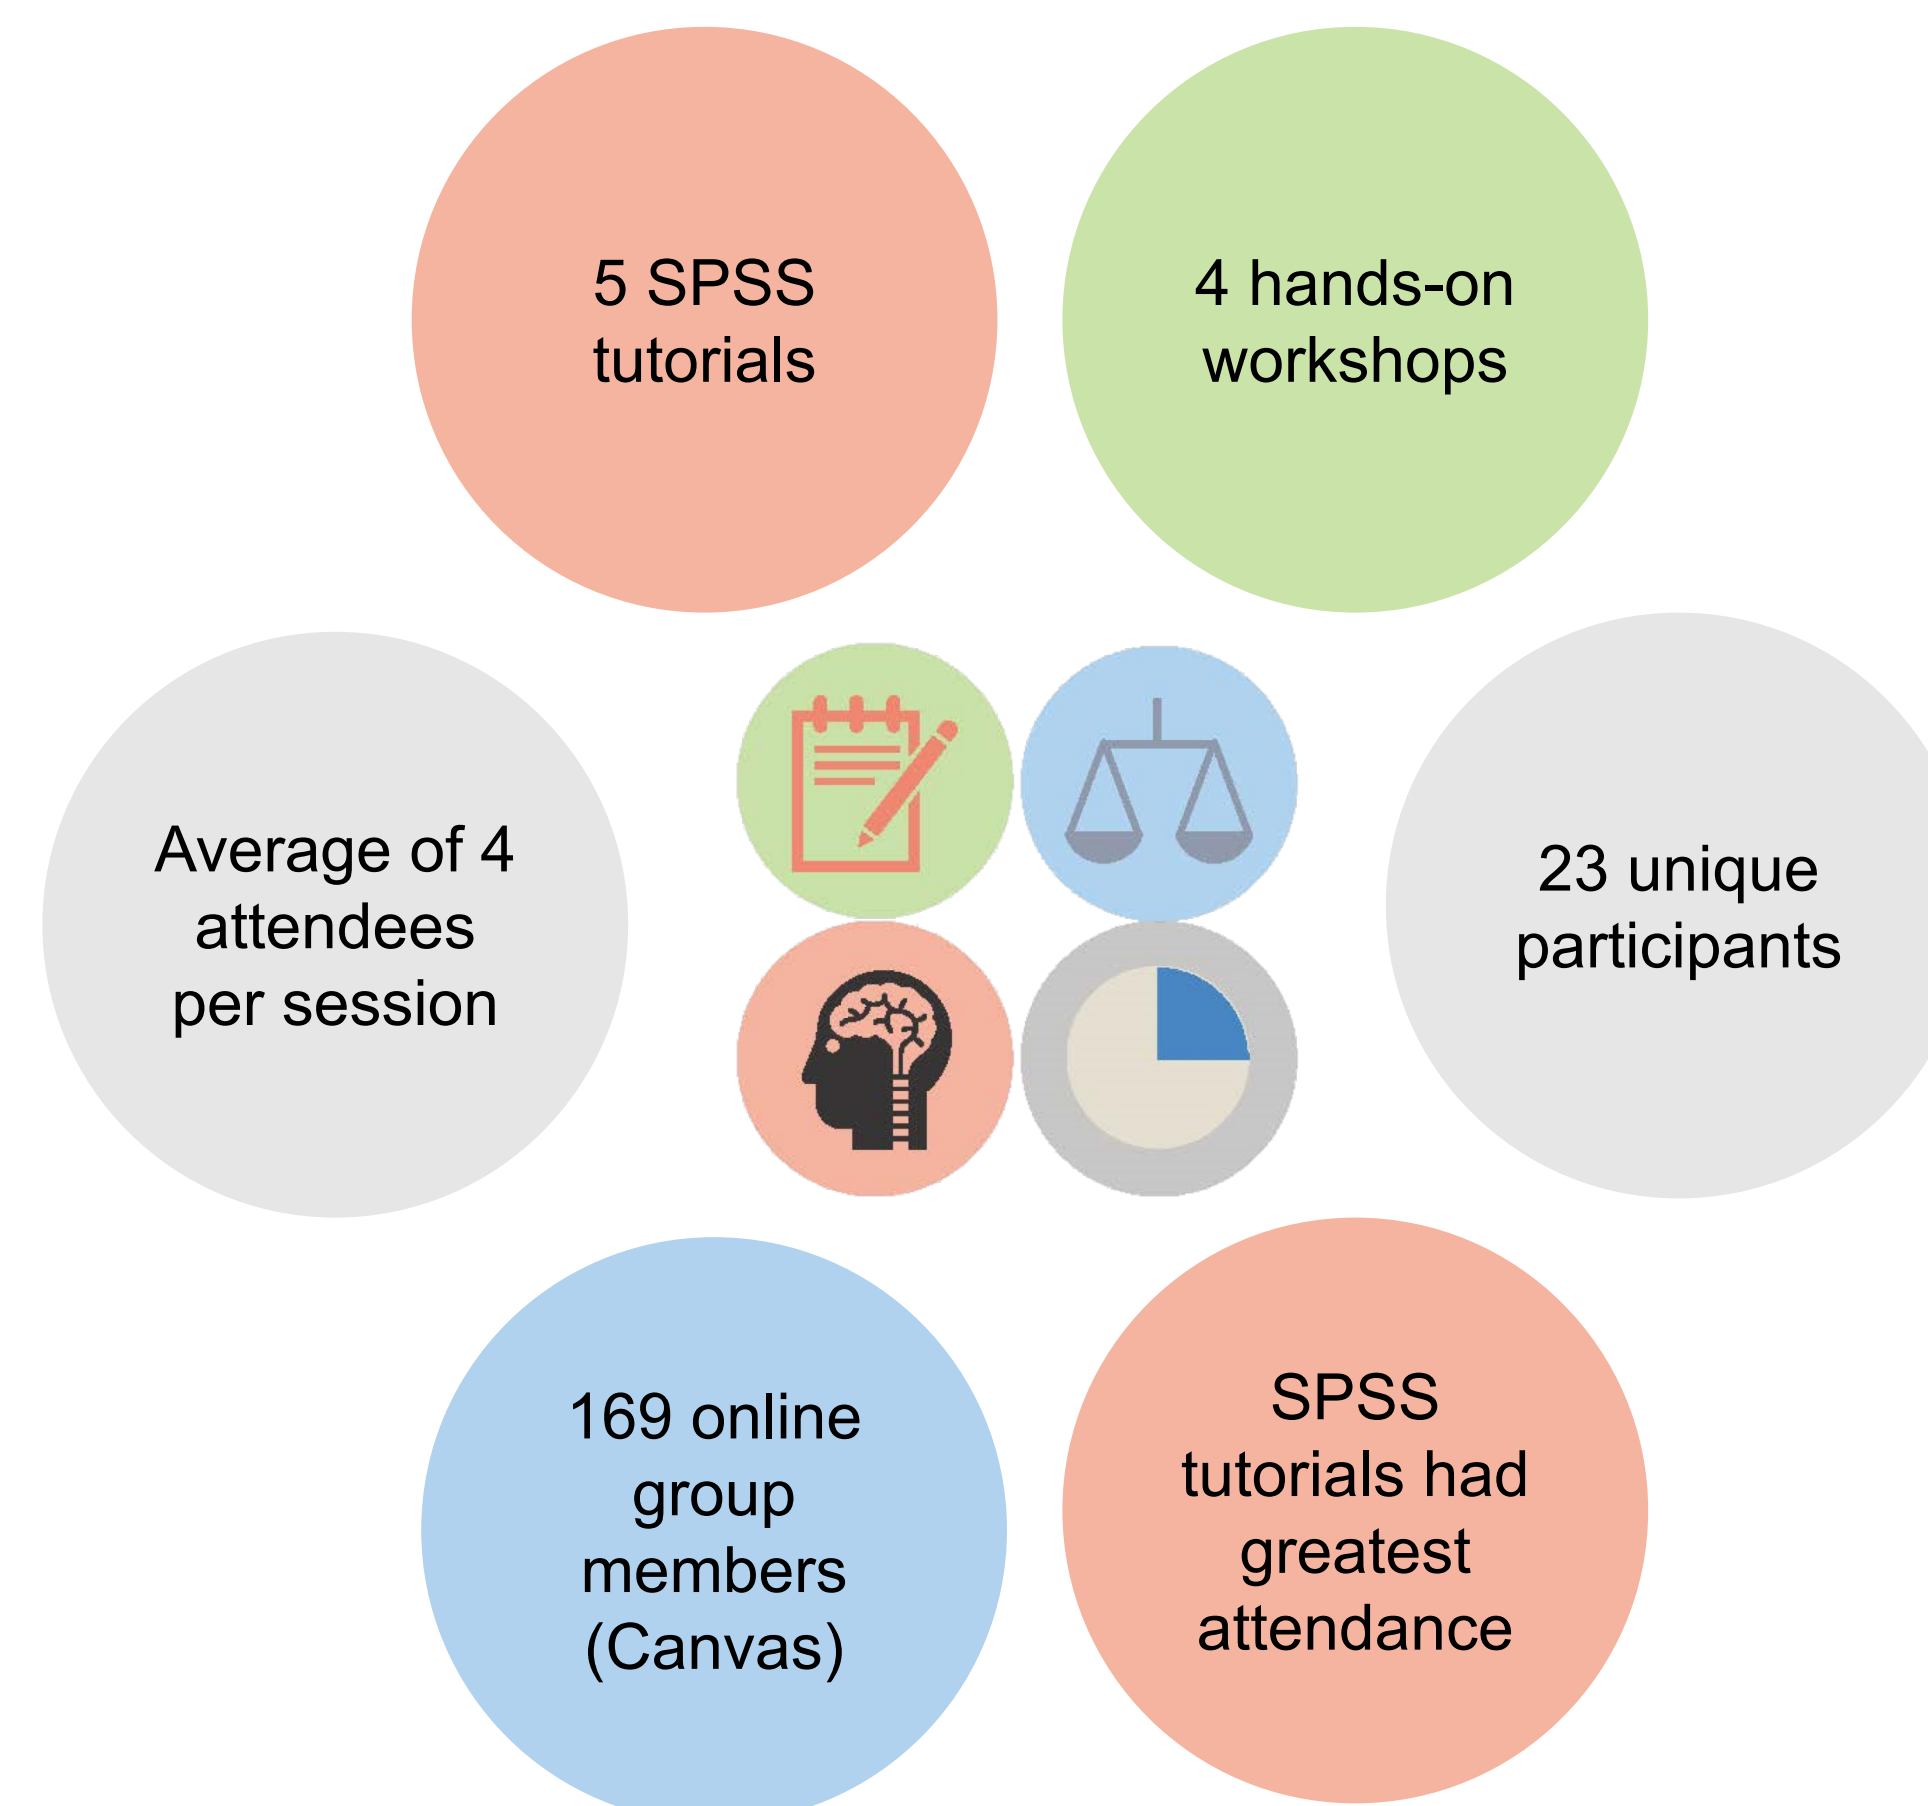 5 SPSS
tutorials
4 hands-on
workshops
Average of 4
attendees
per session
23 unique
participants
169 online
group
members
(Canvas)
SPSS
tutorials had
greatest
attendance